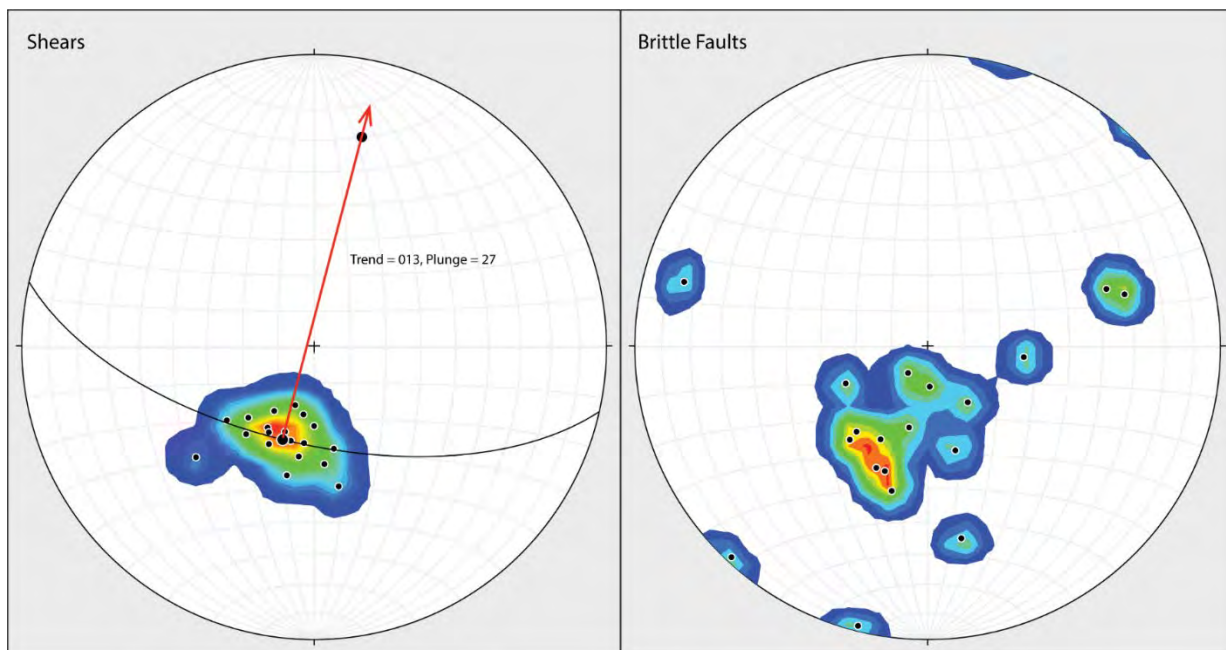 Shears
Brittle Faults
Trend = 013, Plunge = 27